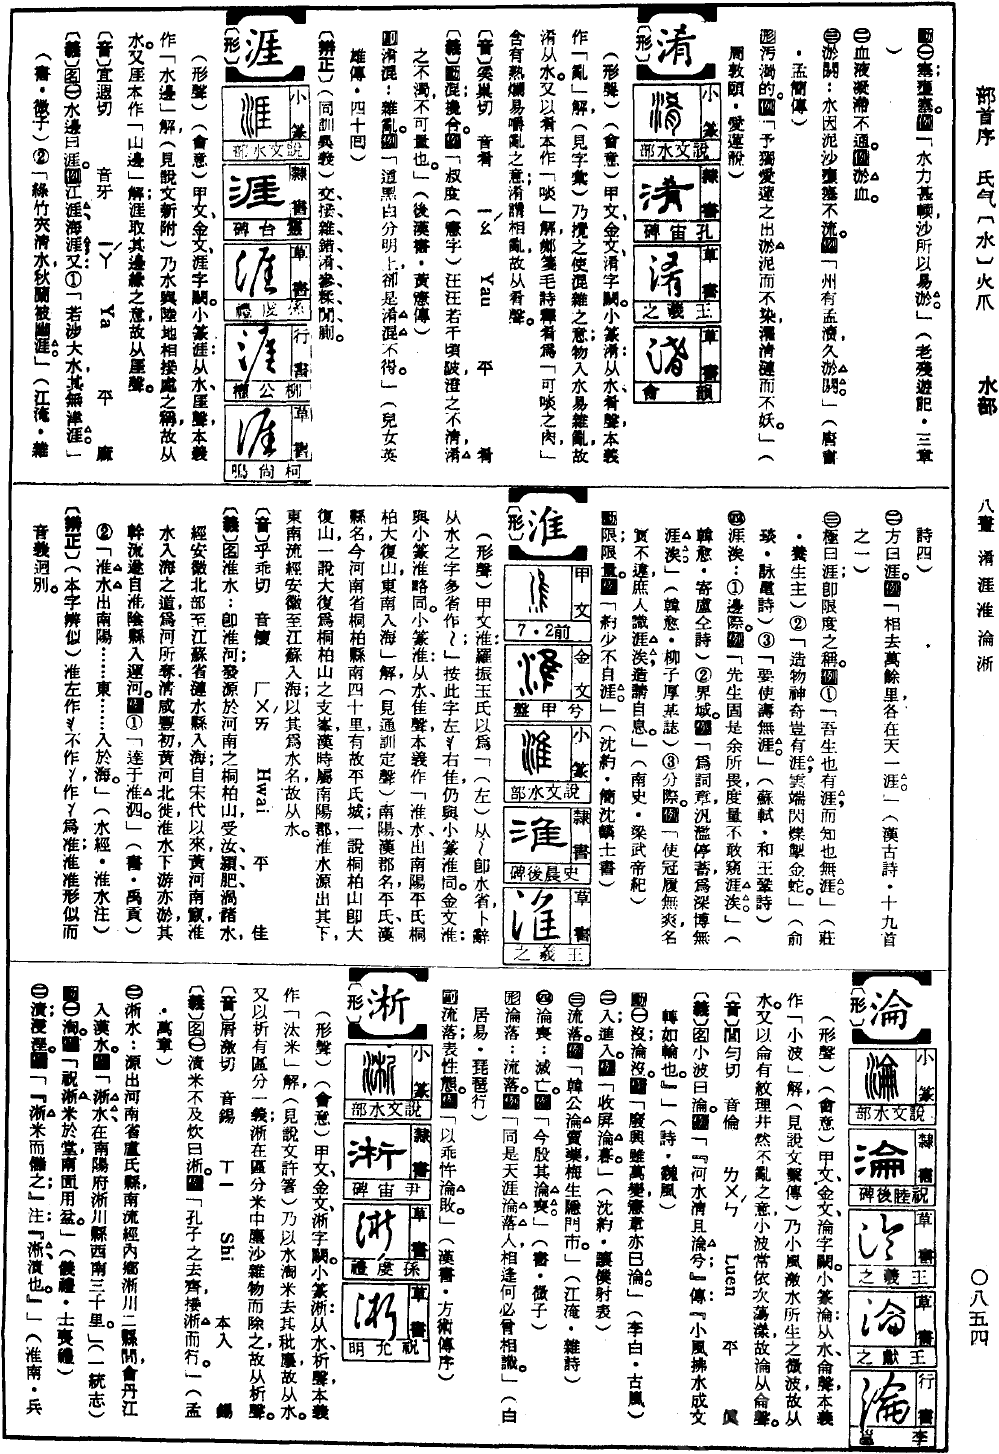 部首序　氏气〔水〕火爪　　水部　　八畫　淆涯淮淪淅　　〇八五四
動㊀壅塞。例「水力甚頓，沙所以易淤。」（老殘遊記・三章
）
㊁血液凝滯不通。例淤血。
㊂淤閼：水因泥沙壅塞不流。例「州有孟瀆久淤閼」（唐書
・孟簡傳）
形污濁的。例「予獨愛蓮之出淤泥而不染，濯清漣而不妖。」（
周敦頤・愛蓮說）
淆
〔形〕
小篆　說文水部
隸書　孔宙碑
草書　王羲之
草書　韻會
（形聲）（會意）甲文、金文淆字闕。小篆淆：从水，肴聲，本義
作「亂」解（見字彙）乃攪之使混雜之意；物入水易雜亂，故
淆从水。又以肴本作「啖」解，鄭箋毛詩釋肴為「可啖之肉」
含有熟爛易嚼亂之意；淆謂相亂，故从肴聲。
〔音〕奚巢切　音肴　ㄧㄠ　Yau　平　肴
〔義〕動混攙合。例「叔度（憲字）汪汪若千頃陂，澄之不清，淆
之不濁，不可量也。」（後漢書・黃憲傳）
副淆混：雜亂。例「道黑白分明上，卻是淆混不得。」（兒女英
雄傳・四十回）
〔辨正〕（同訓異義）交、接、雜、錯、淆、參、糅、間、廁。
涯
〔形〕
小篆　說文水部
隸書　靈台碑
草書　孫虔禮
行書　柳公權
草書　柯尚鳴
（形聲）（會意）甲文、金文、涯字闕。小篆涯：从水，厓聲，本義
作「水邊」解（見說文新附）乃水與陸地相接處之稱，故从
水。又厓本作「山邊」解，涯取其邊緣之意，故从厓聲。
〔音〕宜週切　音牙　ㄧㄚ　Ya　平　麻
〔義〕名㊀水邊曰涯。例江涯、海涯。又①「若涉大水，其無津涯。」
（書・微子）②「綠竹夾清水，秋蘭被幽涯。」（江淹・雜
詩四）
㊁方曰涯。例「相去萬餘里，各在天一涯。」（漢古詩・十九首
之一）
㊂極曰涯；卽限度之稱。例①「吾生也有涯，而知也無涯」（莊
・養生主）②「造物神奇豈有涯，雲端閃爍掣金蛇。」（俞
琰・詠電詩）③「要使壽無涯。」（蘇軾・和王鞏詩）
㊃涯涘：①邊際。例「先生固是余所畏，度量不敢窺涯涘。」（
韓愈・寄盧仝詩）②界域。例「為詞章，汎濫停蓄，為深博無
涯涘」（韓愈・柳子厚墓誌）③分際。例「使冠履無爽，名
實不違，庶人識涯涘，造請自息。」（南史・梁武帝紀）
動限；限量。例「約少不自涯。」（沈約・簡沈麟士書）
淮
〔形〕
甲文　前2・7
金文　兮甲盤
小篆　說文水部
隸書　史晨後碑
草書　王羲之
（形聲）甲文淮：羅振玉氏以為「（左）从～卽水省，卜辭
从水之字多省作～」按此字左氵右隹，仍與小篆淮同。金文淮：
與小篆淮略同。小篆淮：从水，隹聲，本義作「淮水，出南陽平氏桐
柏大復山，東南入海」解（見通訓定聲）南陽，漢郡名；平氏，漢
縣名，今河南省桐柏縣南四十里有故平氏城；一說桐柏山卽大
復山；一說大復為桐柏山之支峯，漢時屬南陽郡，淮水源出其下，
東南流經安徽至江蘇入海；以其為水名，故从水。
〔音〕乎乖切　音懷　ㄏㄨㄞ　Hwai　平　佳
〔義〕名淮水：卽淮河，發源於河南之桐柏山，受汝、潁、肥、渦諸水，
經安徽北部至江蘇省漣水縣入海；自宋代以來，黃河南竄，淮
水入海之道為河所奪；清咸豐初，黃河北徙，淮水下游亦淤，其
幹流遂自淮陰縣入運河。例①「達于淮泗。」（書・禹貢）
②「淮水出南陽……東……入於海。」（水經・淮水注）
〔辨正〕（本字辨似）淮左作氵不作冫，作冫為准；淮准形似而
音義迥別。
淪
〔形〕
小篆　說文水部
隸書　祝睦後碑
草書　王羲之
草書　王獻之
行書　李邕
（形聲）（會意）甲文、金文、淪字闕。小篆淪：从水，侖聲，本義
作「小波」解（見說文繫傳）乃小風激水所生之微波，故从
水。又以侖有紋理井然不亂之意，小波常依次蕩漾，故淪从侖聲。
〔音〕閭勻切　音倫　ㄌㄨㄣ　Luen　平　眞
〔義〕名小波曰淪。例「『河水清且淪兮』傳『小風拂水成文，
轉如輪也』」（詩・魏風）
動㊀沒淪；沒。例「廢興雖萬變，憲章亦已淪。」（李白・古風）
㊁入進入。例「收屏淪暮。」（沈約・讓僕射表）
㊂流落。例「韓公淪賣藥，梅生隱門市。」（江淹・雜詩）
㊃淪喪：滅亡。例「今殷其淪喪。」（書・微子）
形淪落：流落。例「同是天涯淪落人，相逢何必曾相識。」（白
居易・琵琶行）
副流落；表性態。例「以乖忤淪敗。」（漢書・方術傳序）
淅
〔形〕
小篆　說文水部
隸書　尹宙碑
草書　孫虔禮
草書　祝允明
（形聲）（會意）甲文、金文、淅字闕。小篆淅：从水，析聲，本義
作「汰米」解（見說文許箸）乃以水淘米去其秕糠，故从水。
又以析有區分一義；淅在區分米中塵沙雜物而除之，故从析聲。
〔音〕屑激切　音錫　ㄒㄧ　Shi　本入　錫
〔義〕名㊀漬米不及炊曰淅。例「孔子之去齊，接淅而行。」（孟
・萬章）
㊁淅水：源出河南省盧氏縣，南流經內鄉、淅川二縣間，會丹江
入漢水。例「淅水在南陽府淅川縣西南三千里。」（一統志）
動㊀淘。例「祝淅米於堂，南面用盆。」（儀禮・士喪禮）
㊁漬浸溼。例「『淅米而儲之』注『淅，漬也。』」（淮南・兵